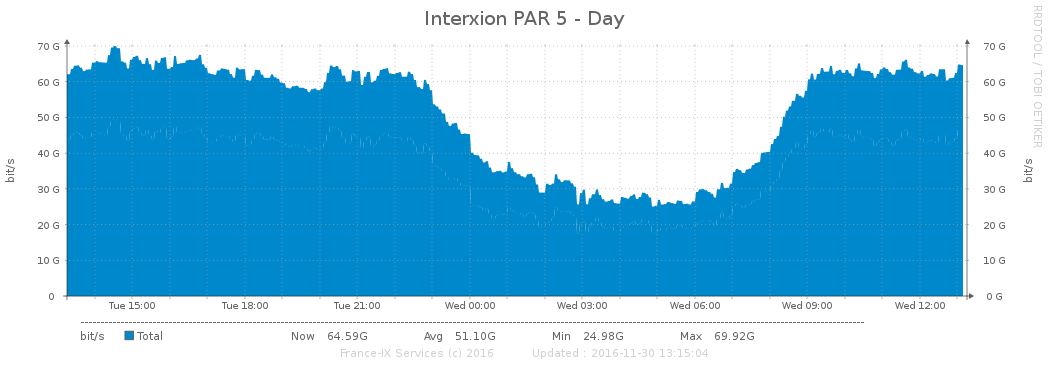 Interxion PAR 5 - Day
RRDTOOL / TOBI OETIKER
70 G 70 G
60 G 60 G
50 G 50 G
40 G 40 G
30 G 30 G
20 G 20 G
10 G 10 G
0 0 G
bit/s bit/s
Tue 15:00 Tue 18:00 Tue 21:00 Wed 00:00 Wed 03:00 Wed 06:00 Wed 09:00 Wed 12:00
bit/s Total Now 64.59G Avg 51.10G Min 24.98G Max 69.92G
France-IX Services (c) 2016 Updated : 2016-11-30 13:15:04